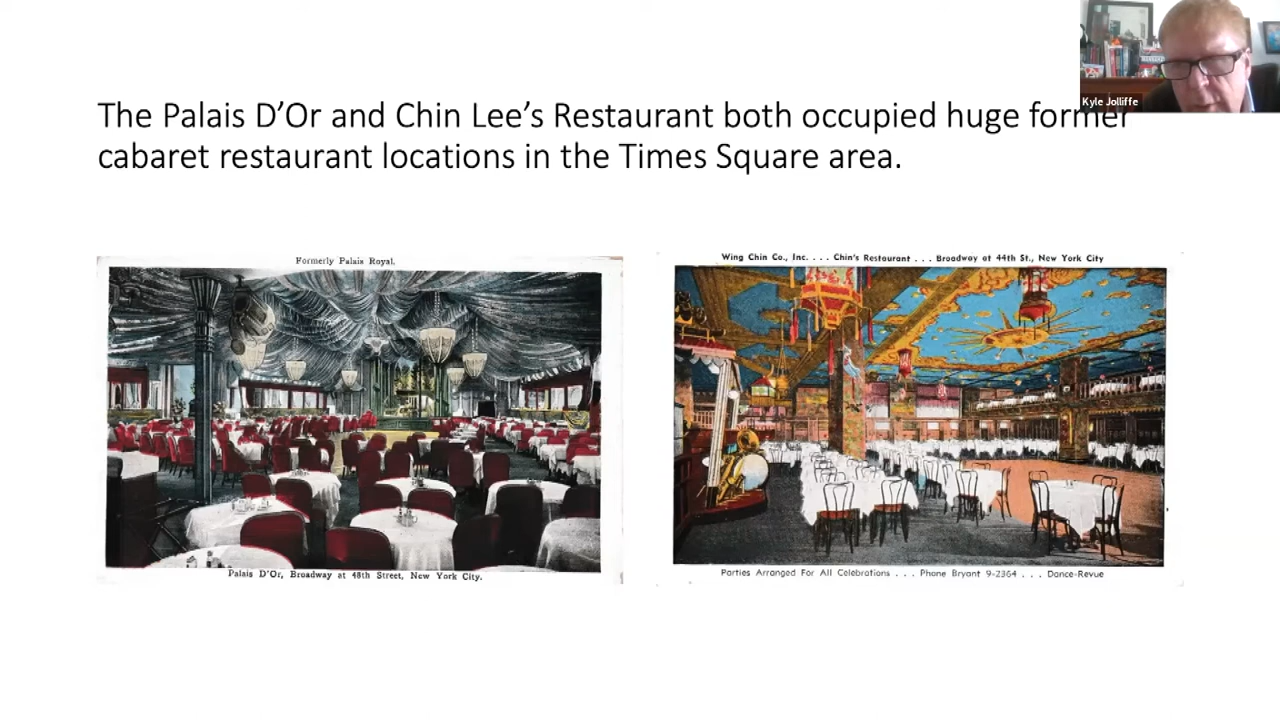 Kyle Jolliffe
The Palais D’Or and Chin Lee’s Restaurant both occupied huge former
cabaret restaurant locations in the Times Square area.
Formerly Palais Royal.
Palais D'Or, Broadway at 48th Street, New York City.
Wing Chin Co., Inc. . . . Chin's Restaurant . . . Broadway at 44th St., New York City
Parties Arranged For All Celebrations . . . Phone Bryant 9-2364 . . . Dance-Revue